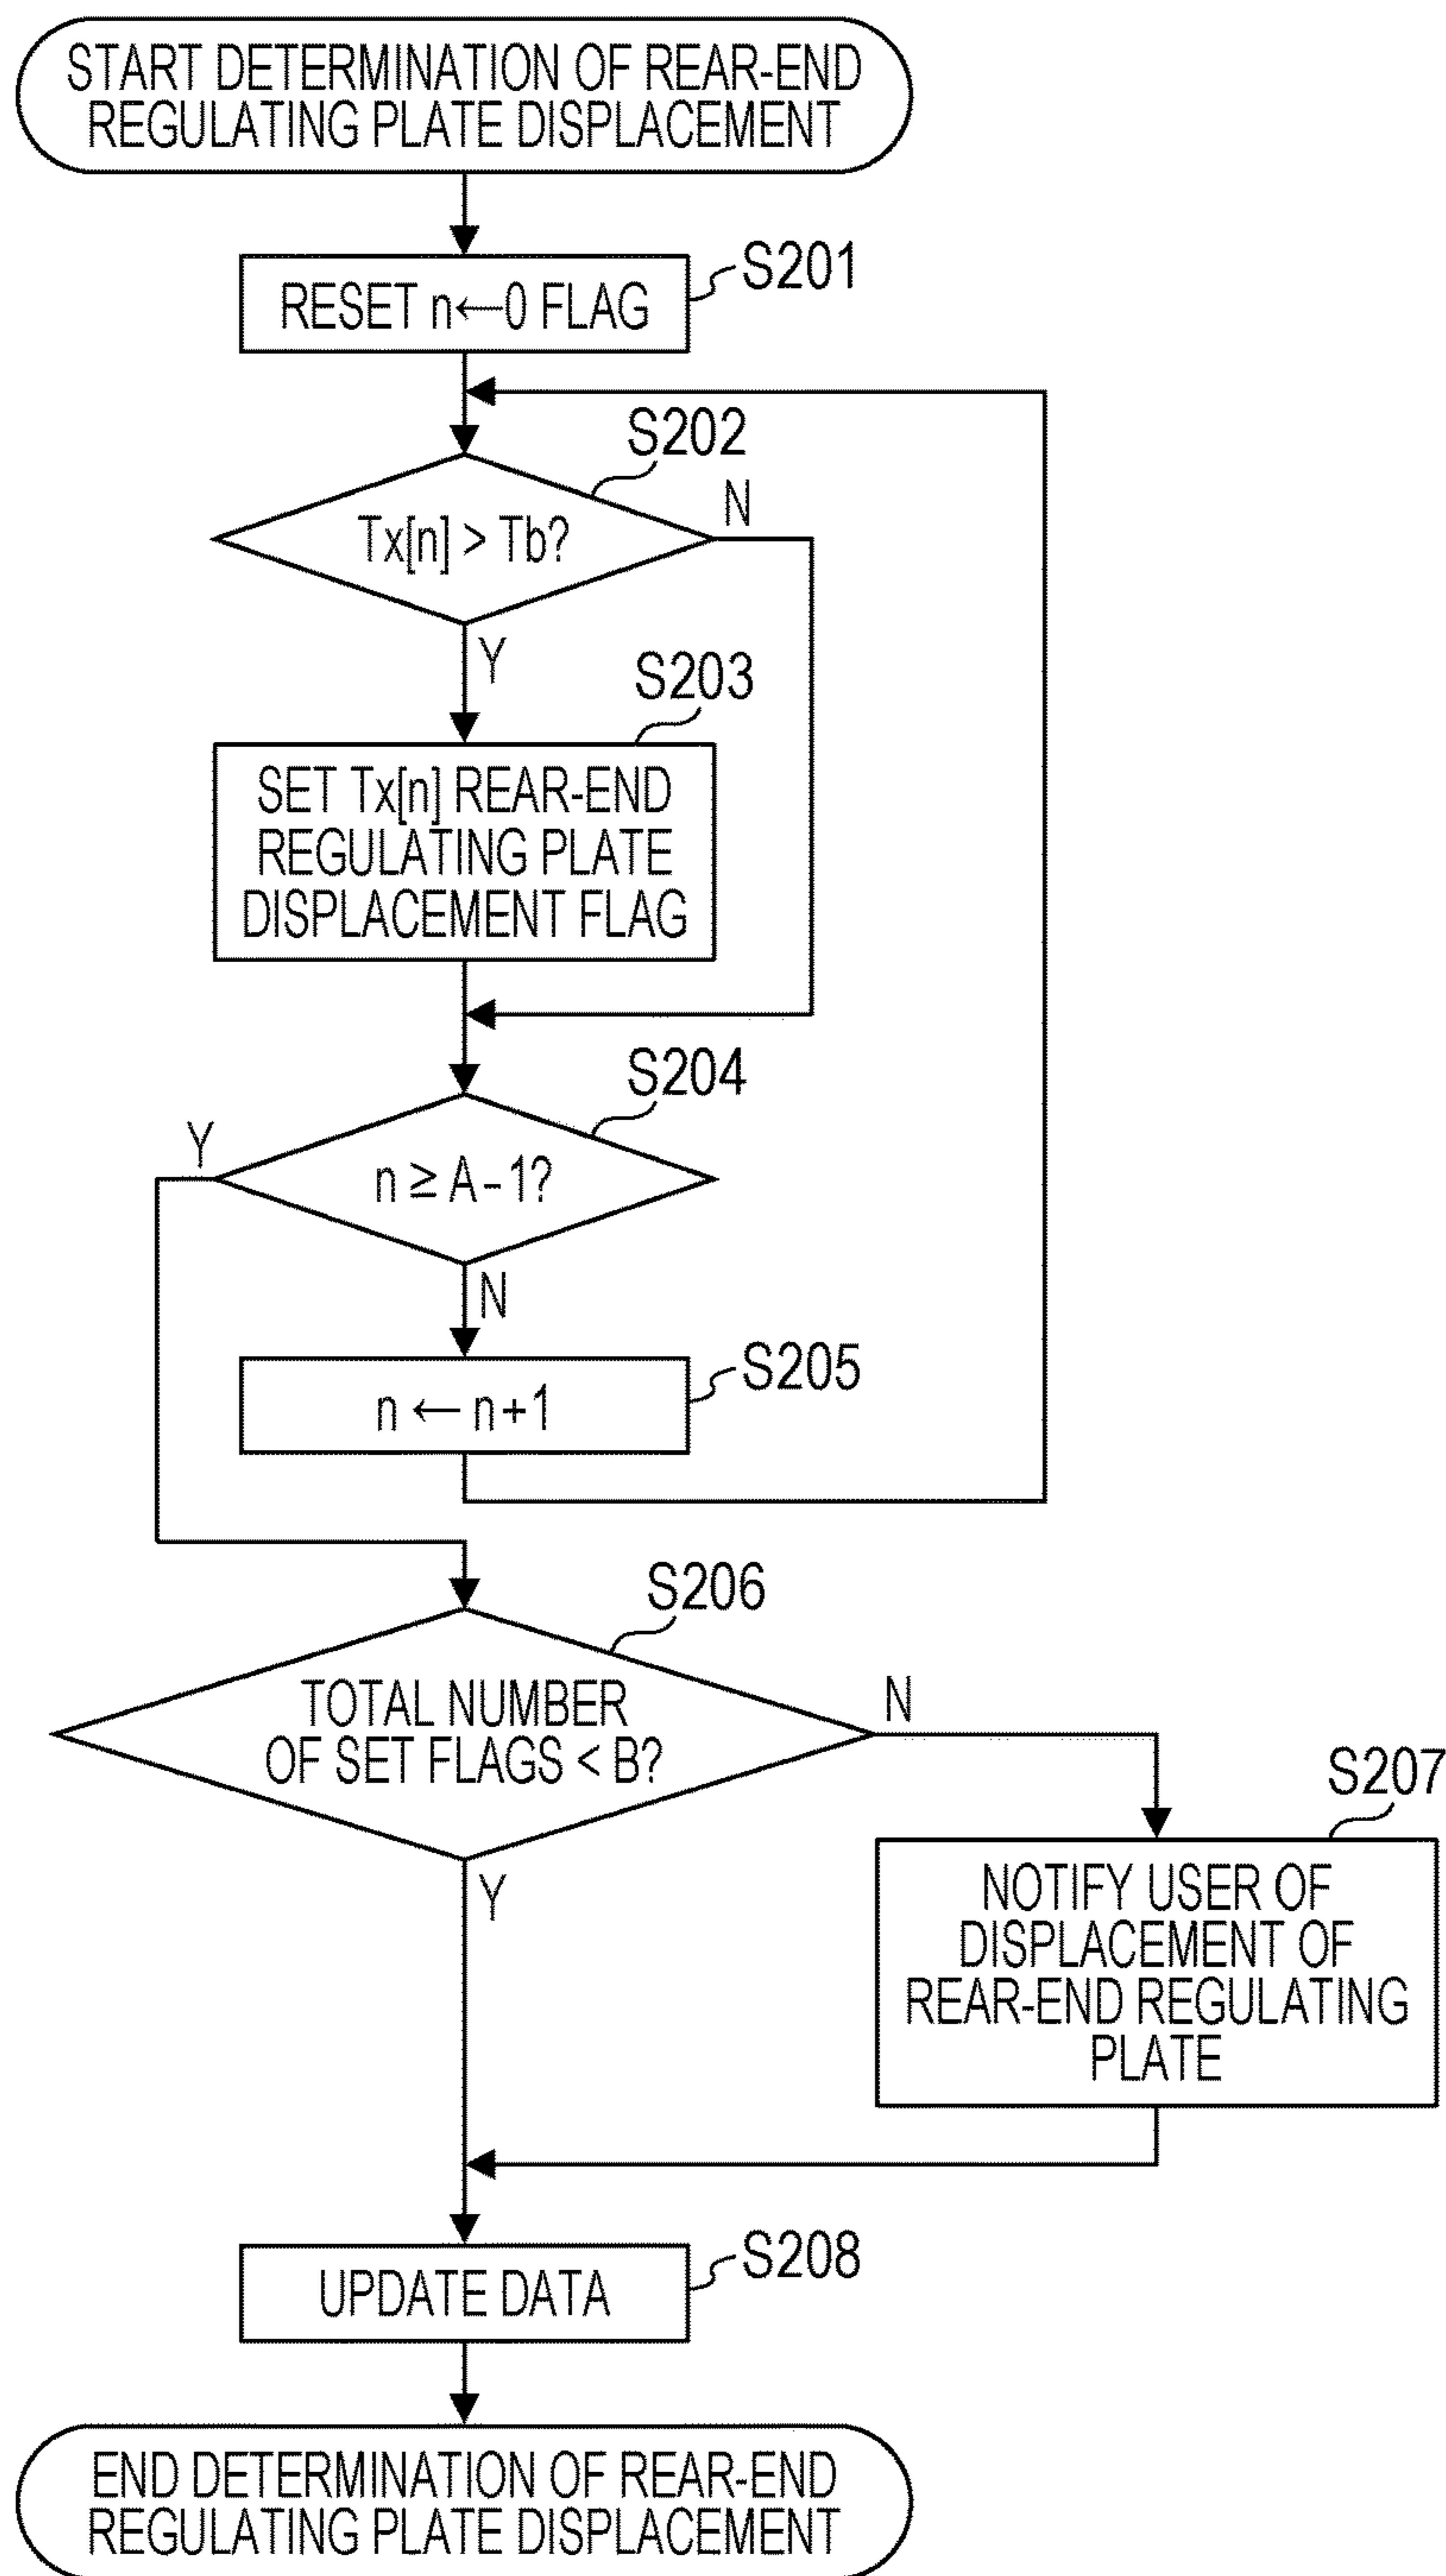 START DETERMINATION OF REAR-END
REGULATING PLATE DISPLACEMENT
S201
RESET n←0 FLAG
S202
N
Tx[n] > Tb?
Y
S203
SET Tx[n] REAR-END
REGULATING PLATE
DISPLACEMENT FLAG
S204
Y
n ≥ A-1?
N
S205
n ← n+1
S206
TOTAL NUMBER
OF SET FLAGS < B?
N
S207
Y
NOTIFY USER OF
DISPLACEMENT OF
REAR-END REGULATING
PLATE
S208
UPDATE DATA
END DETERMINATION OF REAR-END
REGULATING PLATE DISPLACEMENT